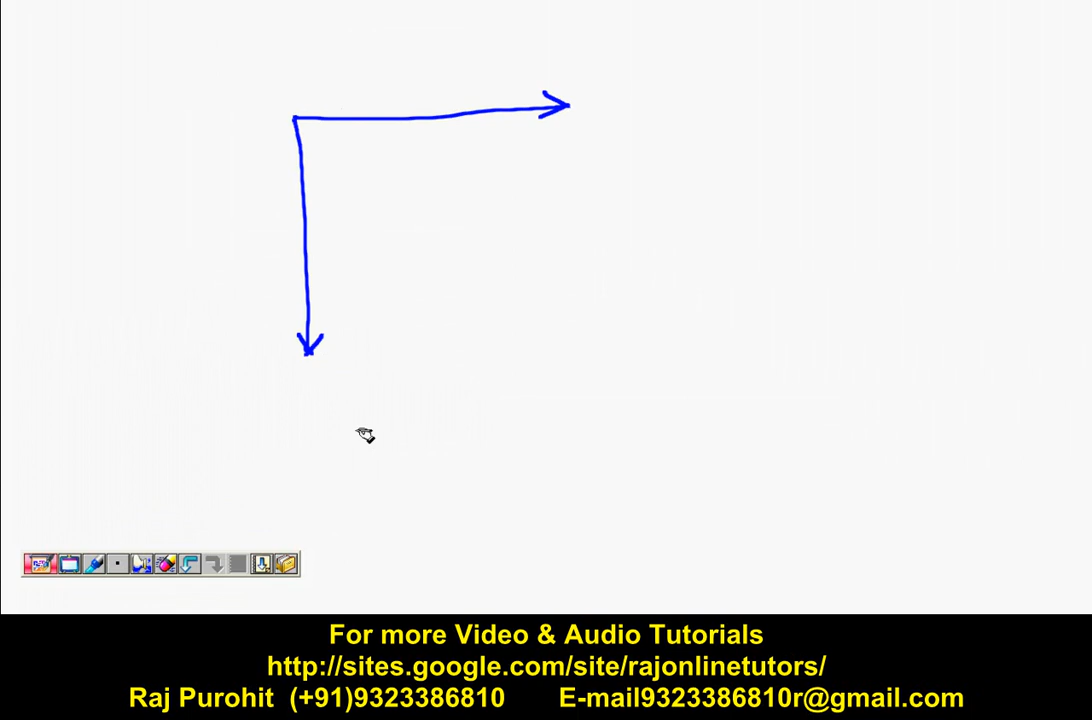 For more Video & Audio Tutorials
http://sites.google.com/site/rajonlinetutors/
Raj Purohit (+91)9323386810 E-mail9323386810r@gmail.com